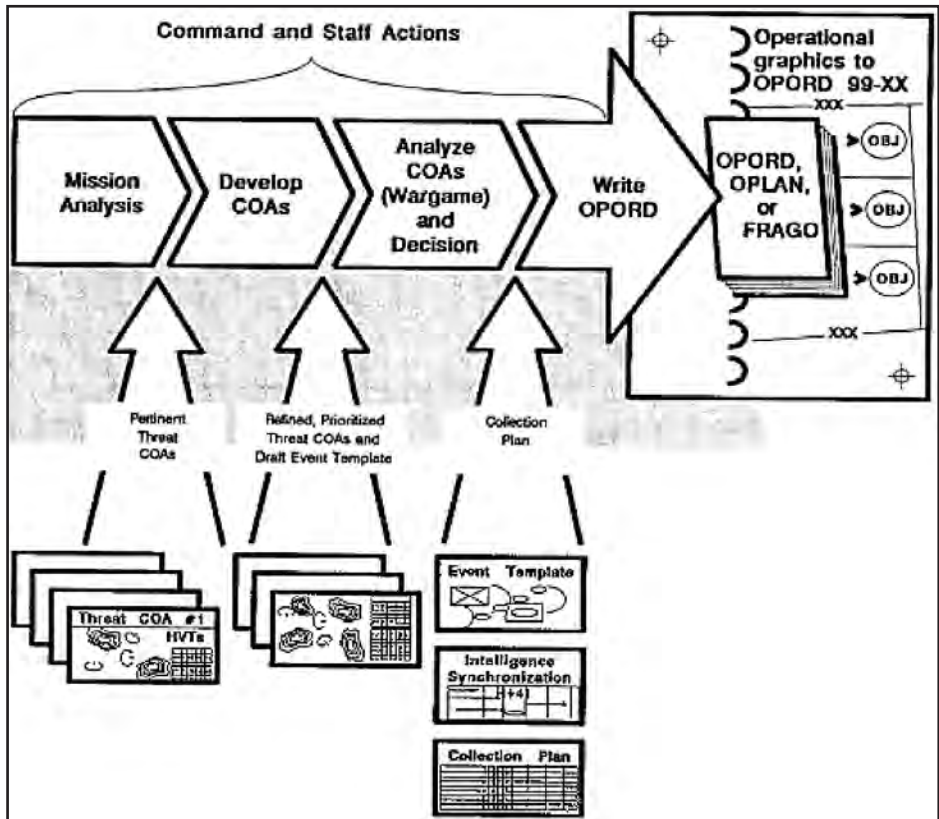 Command and Staff Actions
Mission
Analysis
Develop
COAs
Analyze
COAs
(Wargame)
and
Decision
Write
OPORD
Operational
graphics to
OPORD 99-XX
XXX
OPORD,
OPLAN,
or
FRAGO
OBJ
OBJ
OBJ
XXX
Pertinent
Threat
COAs
Refined, Prioritized
Threat COAs and
Draft Event Template
Collection
Plan
Threat COA #1
HVTs
Event Template
Intelligence
Synchronization
Collection Plan